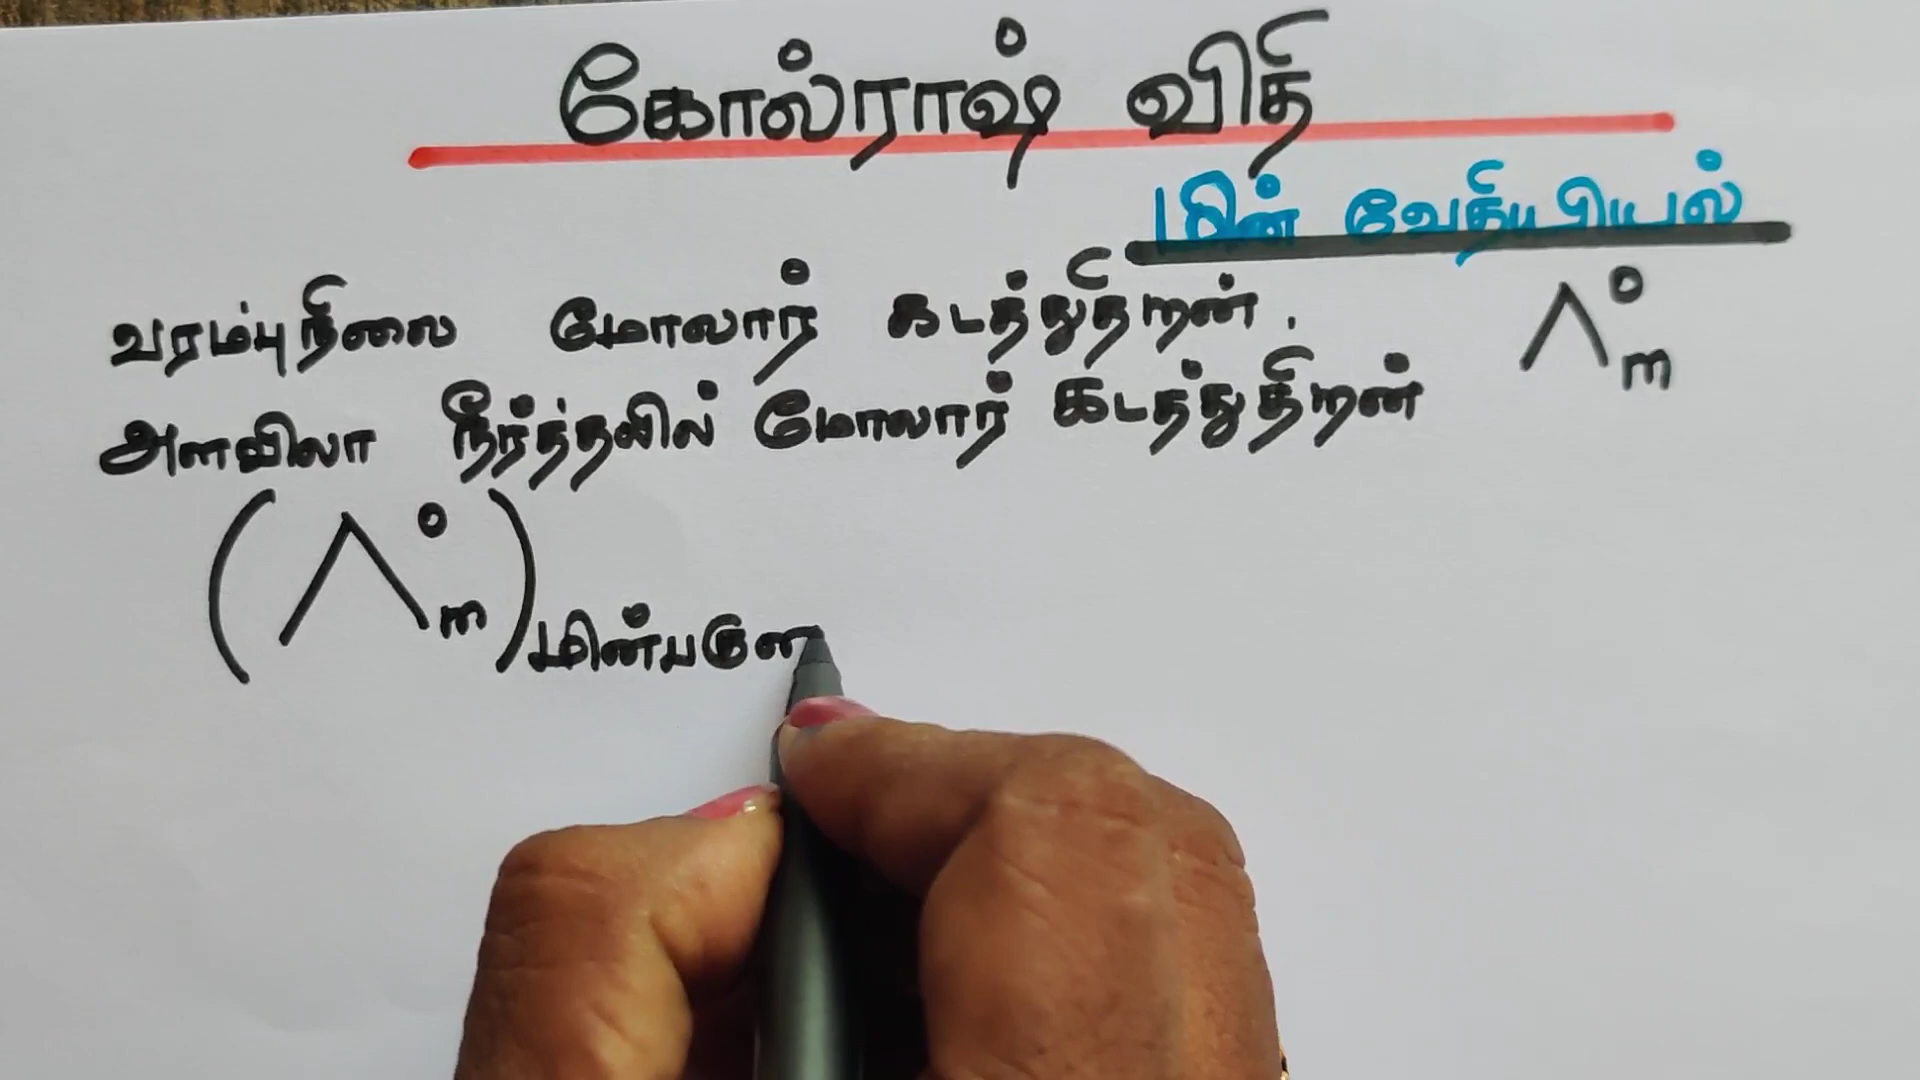 கோல்ராஷ் விதி
மின் வேதியியல்
வரம்புநிலை மோலார் கடத்துதிறன். Λ°m
அளவிலா நீர்த்தலில் மோலார் கடத்துதிறன்
(Λ°m)மின்பகுள